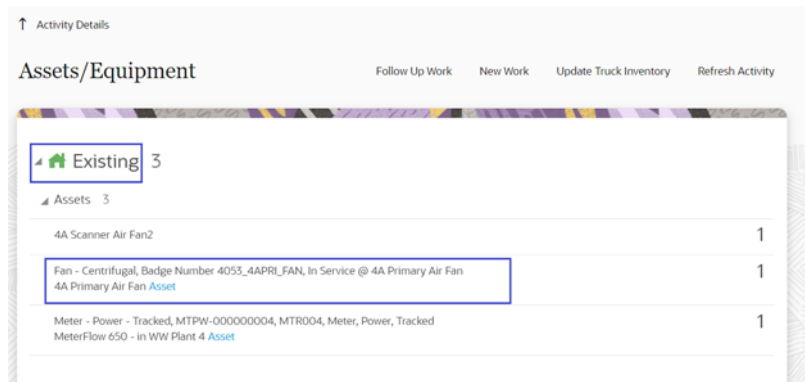 ↑ Activity Details
Assets/Equipment
Follow Up Work New Work Update Truck Inventory Refresh Activity
Existing 3
Assets 3
4A Scanner Air Fan2 1
Fan - Centrifugal, Badge Number 4053_4APRI_FAN, In Service @ 4A Primary Air Fan 1
4A Primary Air Fan Asset
Meter - Power - Tracked, MTPW-000000004, MTR004, Meter, Power, Tracked 1
MeterFlow 650 - in WW Plant 4 Asset